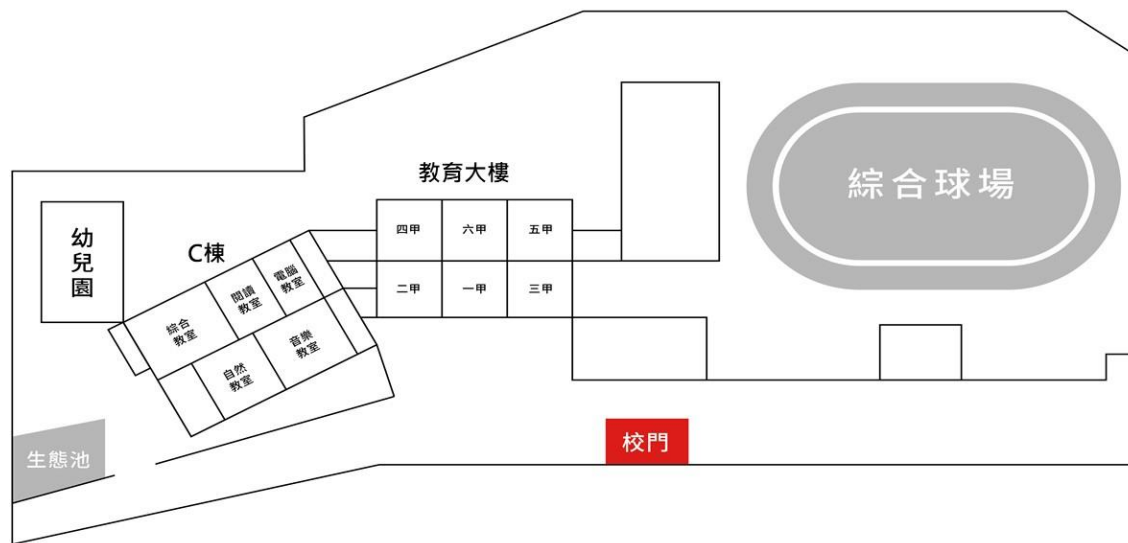 教育大樓
四甲
六甲
五甲
二甲
一甲
三甲
綜合球場
幼
兒
園
C棟
電腦
教室
閱讀
教室
綜合
教室
音樂
教室
自然
教室
生態池
校門